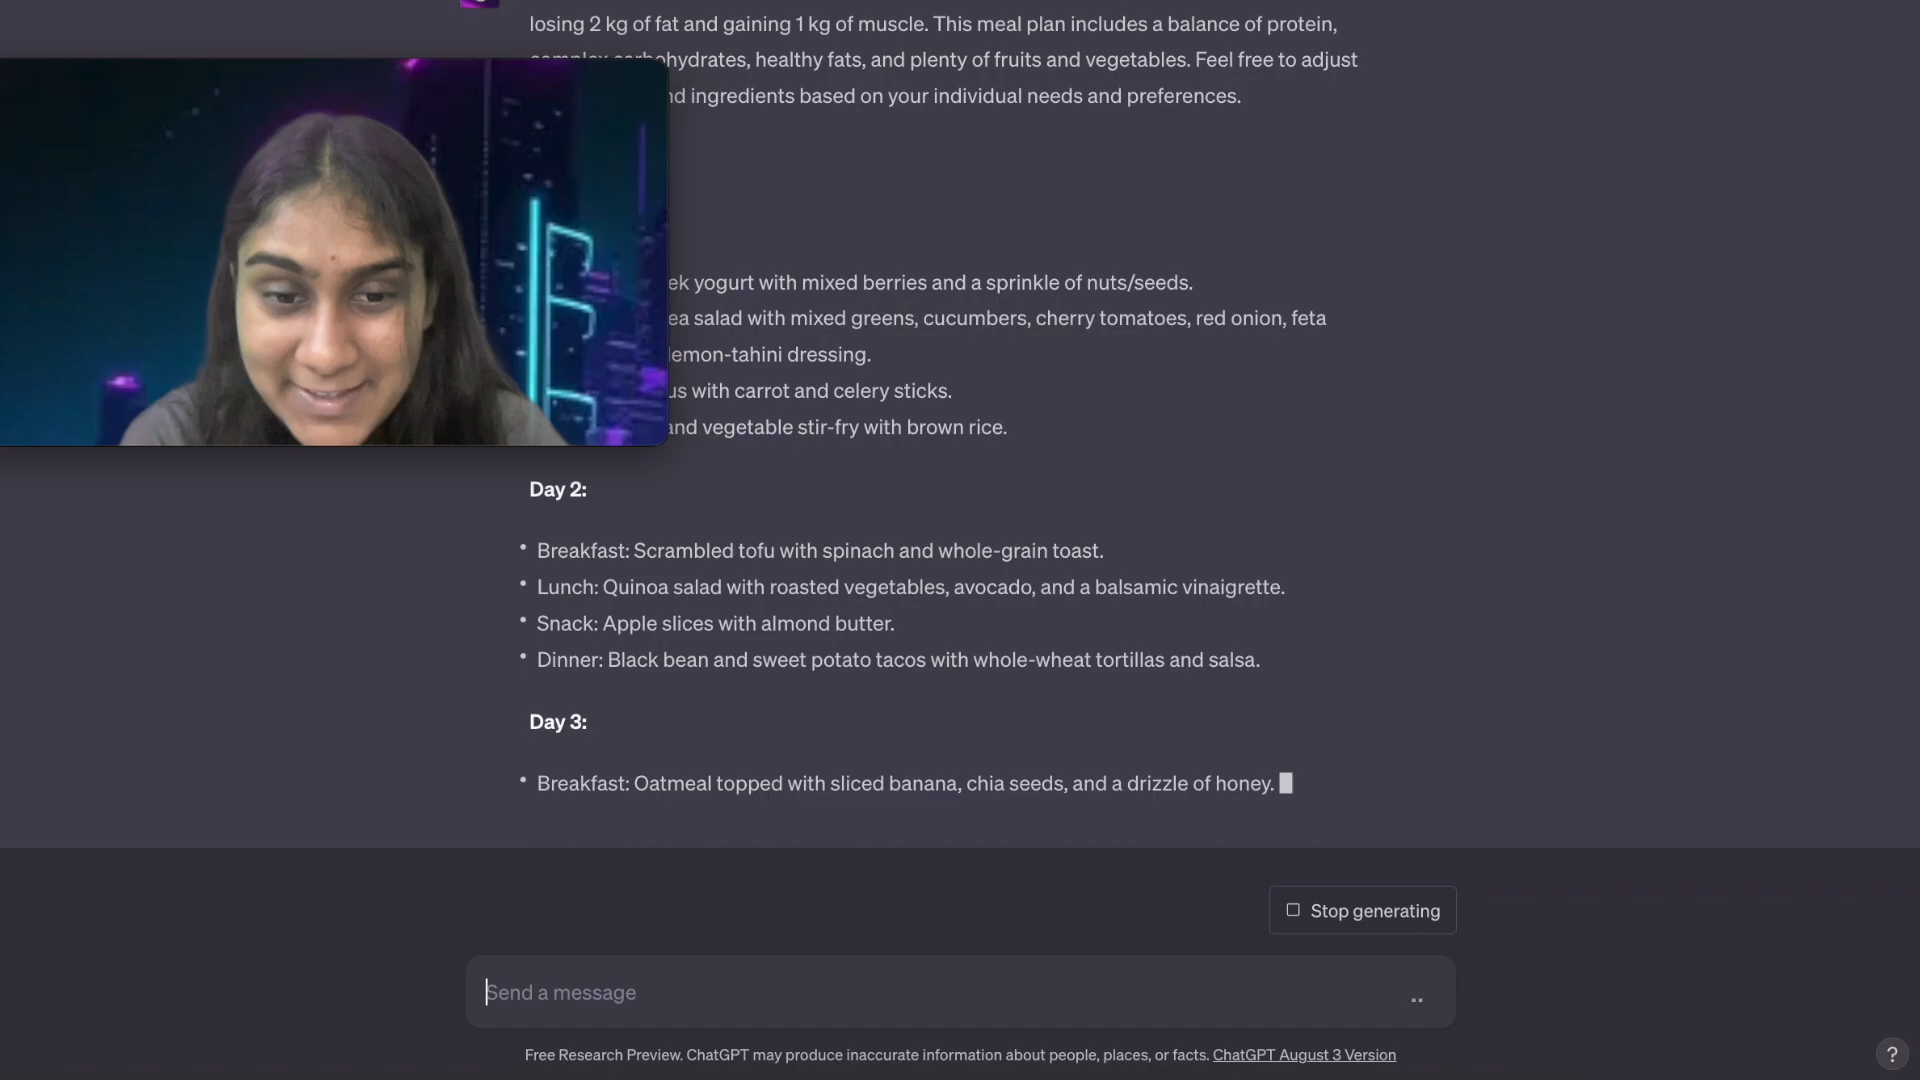 losing 2 kg of fat and gaining 1 kg of muscle. This meal plan includes a balance of protein,
complex carbohydrates, healthy fats, and plenty of fruits and vegetables. Feel free to adjust
ingredients based on your individual needs and preferences.
yogurt with mixed berries and a sprinkle of nuts/seeds.
salad with mixed greens, cucumbers, cherry tomatoes, red onion, feta
lemon-tahini dressing.
with carrot and celery sticks.
and vegetable stir-fry with brown rice.
Day 2:
• Breakfast: Scrambled tofu with spinach and whole-grain toast.
• Lunch: Quinoa salad with roasted vegetables, avocado, and a balsamic vinaigrette.
• Snack: Apple slices with almond butter.
• Dinner: Black bean and sweet potato tacos with whole-wheat tortillas and salsa.
Day 3:
• Breakfast: Oatmeal topped with sliced banana, chia seeds, and a drizzle of honey.
Stop generating
Send a message
Free Research Preview. ChatGPT may produce inaccurate information about people, places, or facts. ChatGPT August 3 Version
?